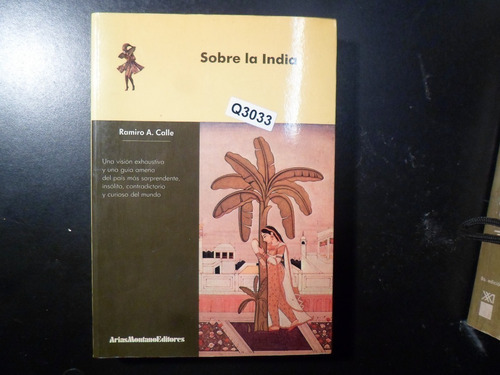 Sobre la India
Q3033
Ramiro A. Calle
Una visión exhaustiva
y una guía amena
del país más sorprendente,
insólito, contradictorio
y curioso del mundo
AriasMontanoEditores